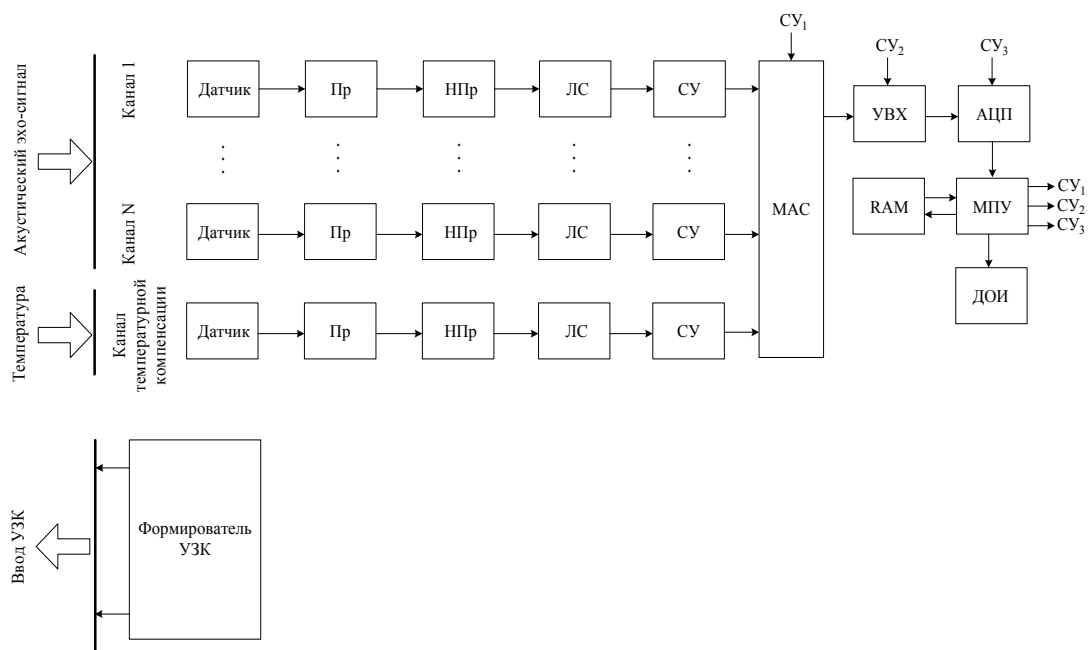 СУ₁
СУ₂
СУ₃
Акустический эхо-сигнал
Канал 1
Датчик
Пр
НПр
ЛС
СУ
МАС
УВХ
АЦП
RAM
МПУ
СУ₁
СУ₂
СУ₃
Канал N
Датчик
Пр
НПр
ЛС
СУ
ДОИ
Температура
Канал
температурной
компенсации
Датчик
Пр
НПр
ЛС
СУ
Ввод УЗК
Формирователь
УЗК